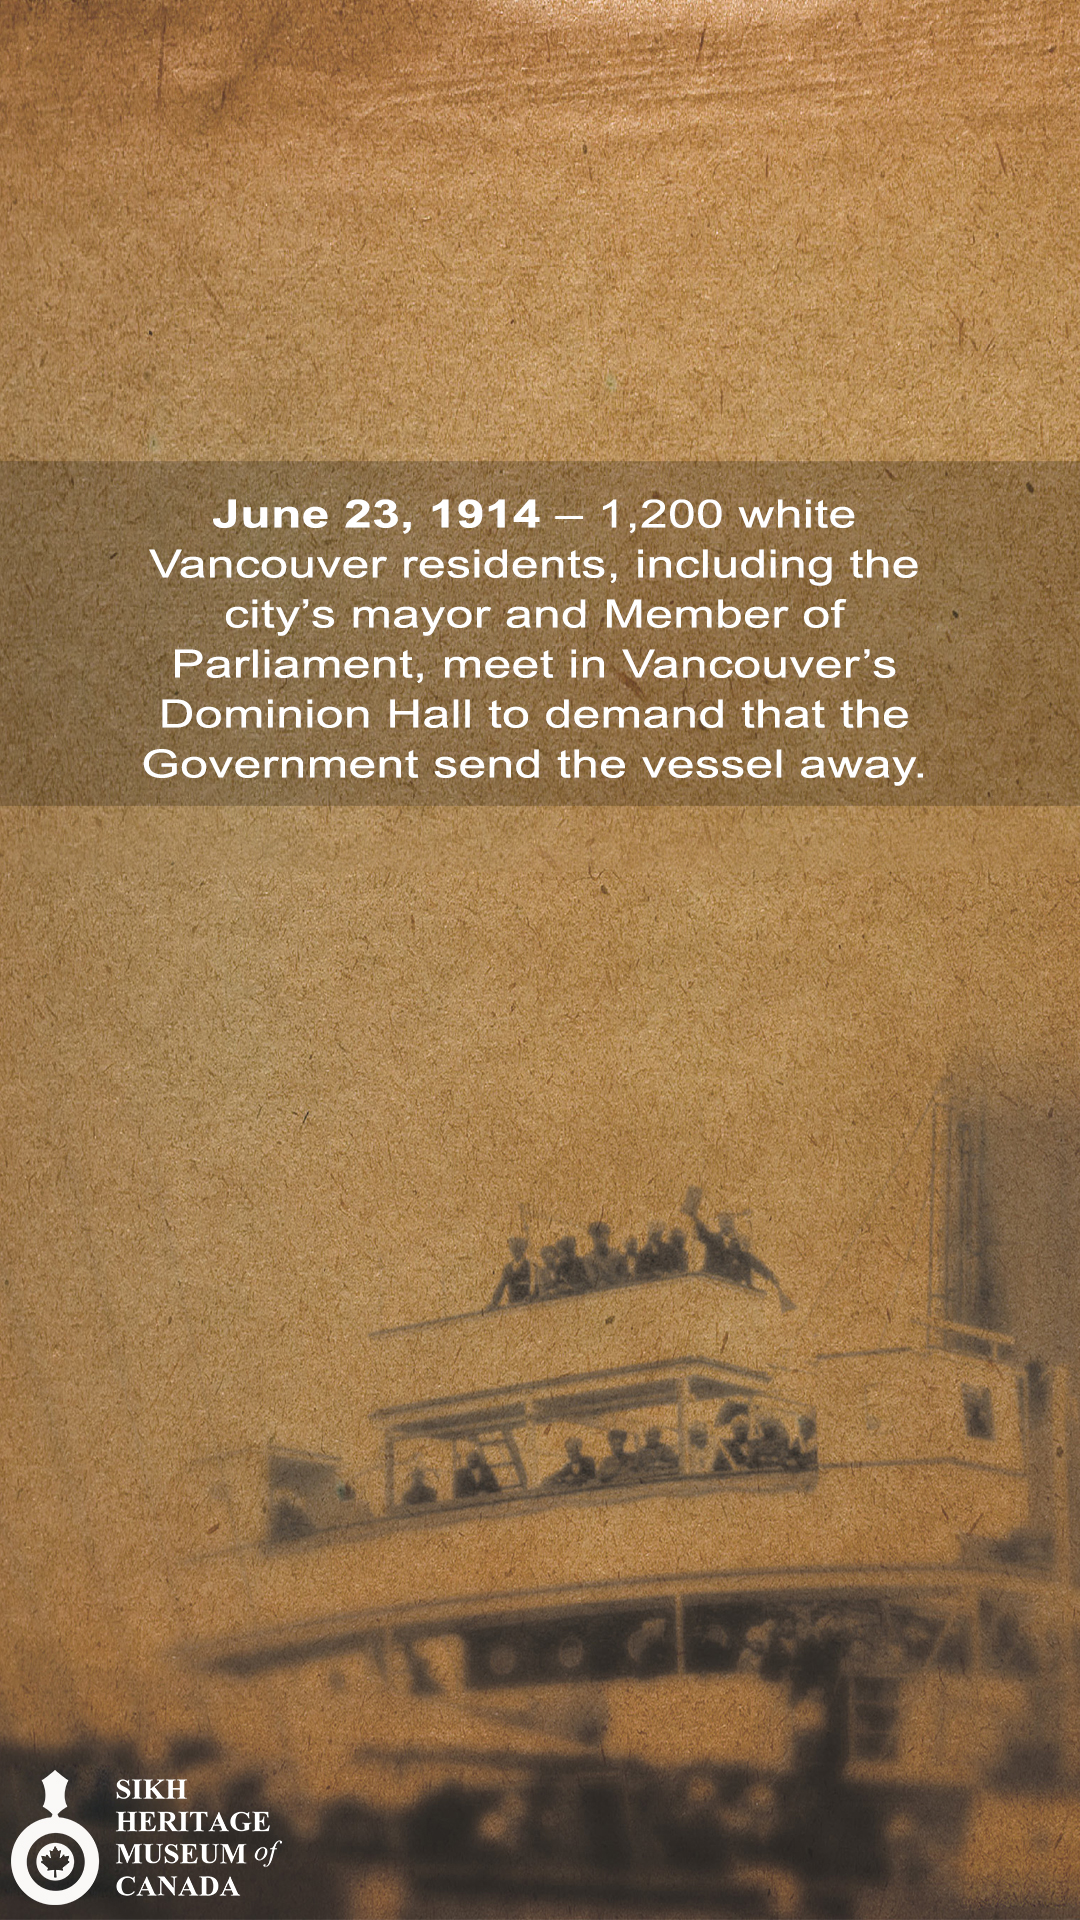 June 23, 1914 – 1,200 white
Vancouver residents, including the
city’s mayor and Member of
Parliament, meet in Vancouver’s
Dominion Hall to demand that the
Government send the vessel away.
SIKH
HERITAGE
MUSEUM of
CANADA